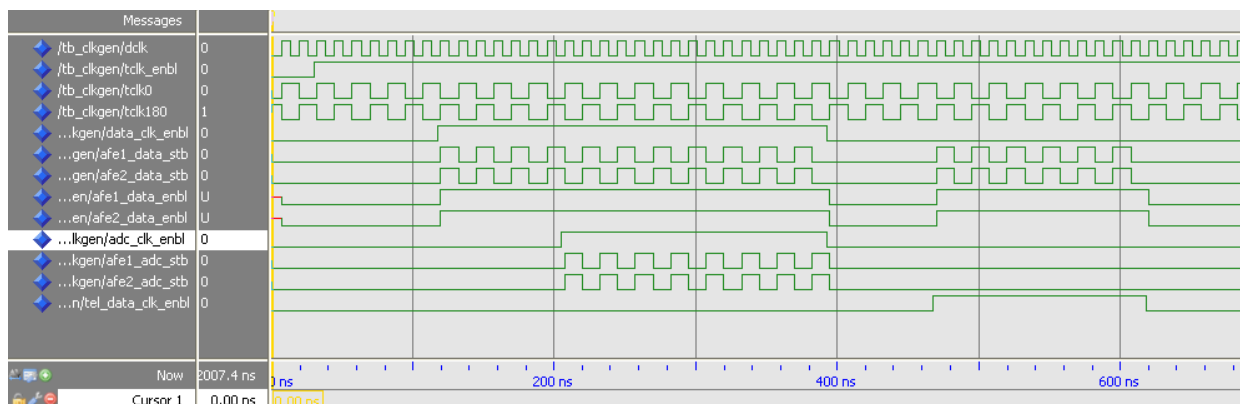 Messages
/tb_clkgen/dclk 0
/tb_clkgen/tclk_enbl 0
/tb_clkgen/tclk0 0
/tb_clkgen/tclk180 1
...kgen/data_clk_enbl 0
...gen/afe1_data_stb 0
...gen/afe2_data_stb 0
...en/afe1_data_enbl U
...en/afe2_data_enbl U
...lkgen/adc_clk_enbl 0
...kgen/afe1_adc_stb 0
...kgen/afe2_adc_stb 0
...n/tel_data_clk_enbl 0
Now 2007.4 ns ns 200 ns 400 ns 600 ns
Cursor 1 0.00 ns 0.00 ns